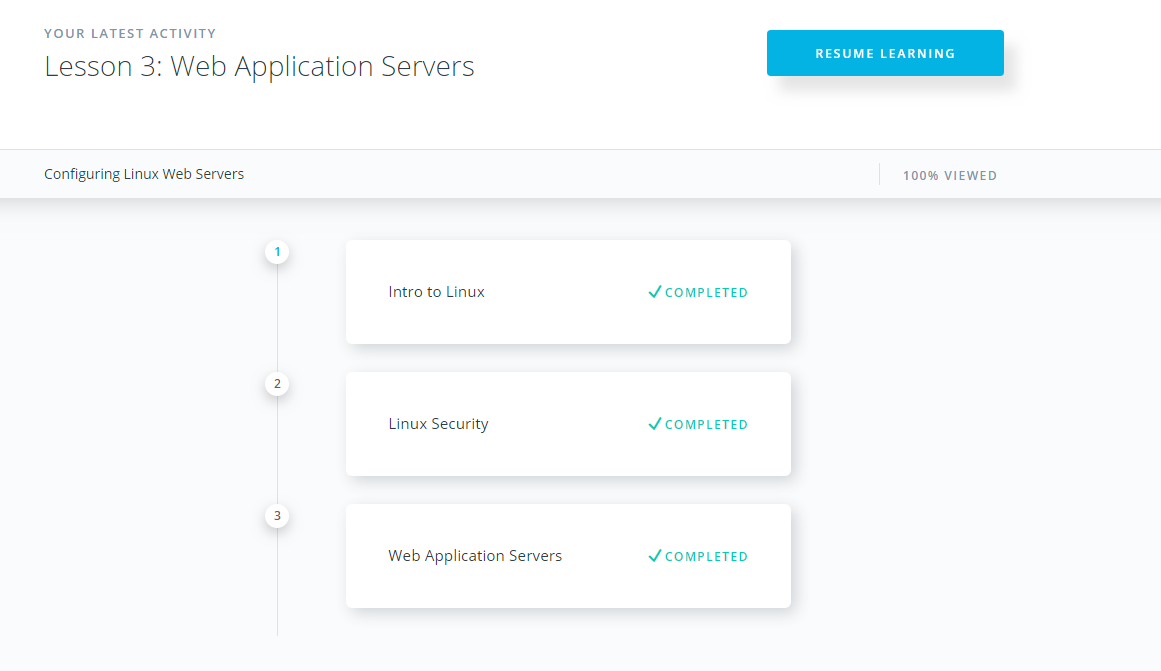 YOUR LATEST ACTIVITY
Lesson 3: Web Application Servers
RESUME LEARNING
Configuring Linux Web Servers
100% VIEWED
1
Intro to Linux
COMPLETED
2
Linux Security
COMPLETED
3
Web Application Servers
COMPLETED